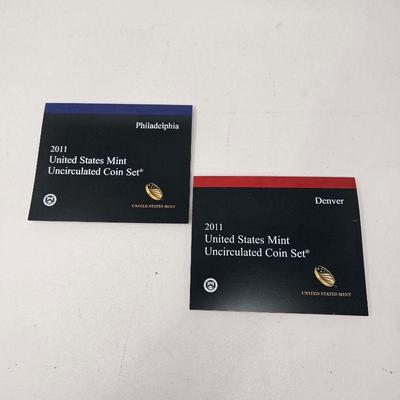 Philadelphia
2011
United States Mint
Uncirculated Coin Set®
UNITED STATES MINT
Denver
2011
United States Mint
Uncirculated Coin Set®
UNITED STATES MINT